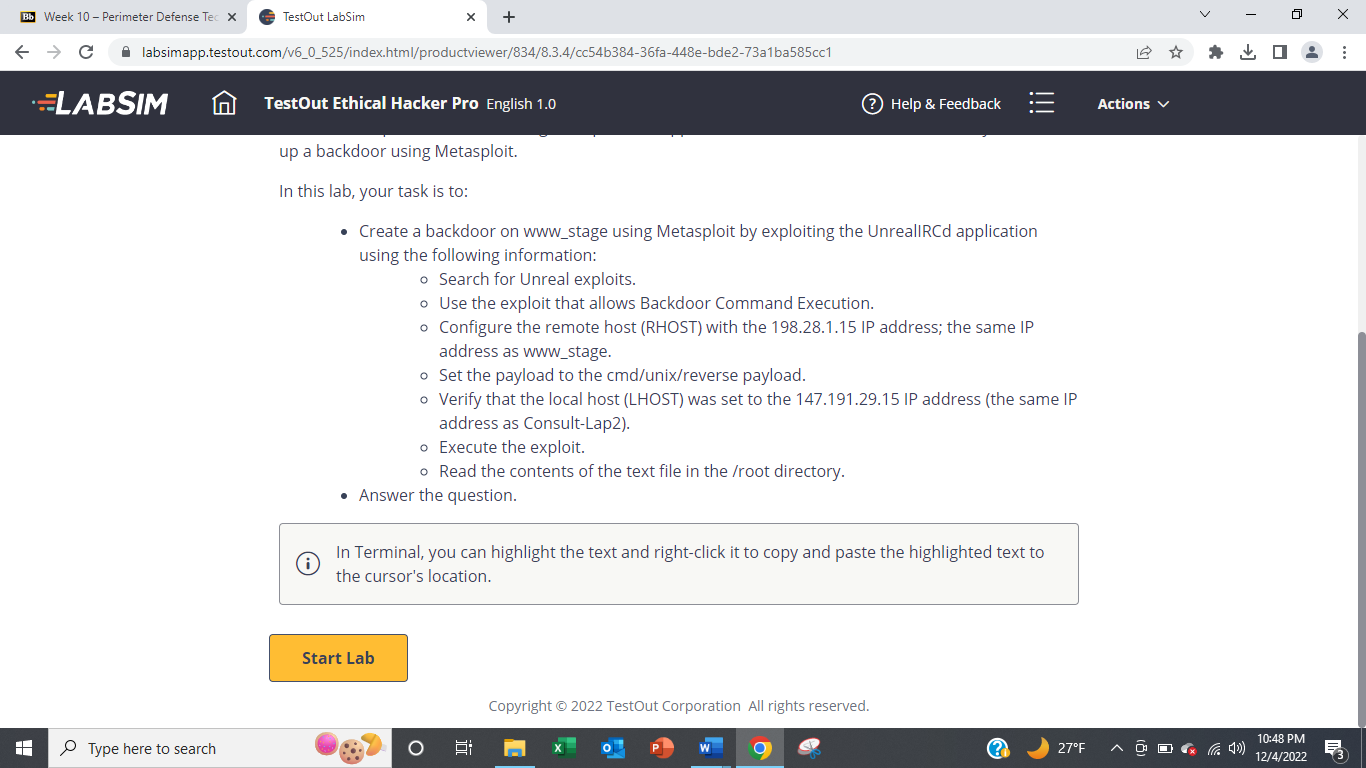 Bb Week 10 – Perimeter Defense Tec
TestOut LabSim
labsimapp.testout.com/v6_0_525/index.html/productviewer/834/8.3.4/cc54b384-36fa-448e-bde2-73a1ba585cc1
LABSIM
TestOut Ethical Hacker Pro English 1.0
? Help & Feedback
Actions
up a backdoor using Metasploit.
In this lab, your task is to:
• Create a backdoor on www_stage using Metasploit by exploiting the UnrealIRCd application
using the following information:
○ Search for Unreal exploits.
○ Use the exploit that allows Backdoor Command Execution.
○ Configure the remote host (RHOST) with the 198.28.1.15 IP address; the same IP
address as www_stage.
○ Set the payload to the cmd/unix/reverse payload.
○ Verify that the local host (LHOST) was set to the 147.191.29.15 IP address (the same IP
address as Consult-Lap2).
○ Execute the exploit.
○ Read the contents of the text file in the /root directory.
• Answer the question.
In Terminal, you can highlight the text and right-click it to copy and paste the highlighted text to
the cursor's location.
Start Lab
Copyright © 2022 TestOut Corporation All rights reserved.
Type here to search
27°F
10:48 PM
12/4/2022
3